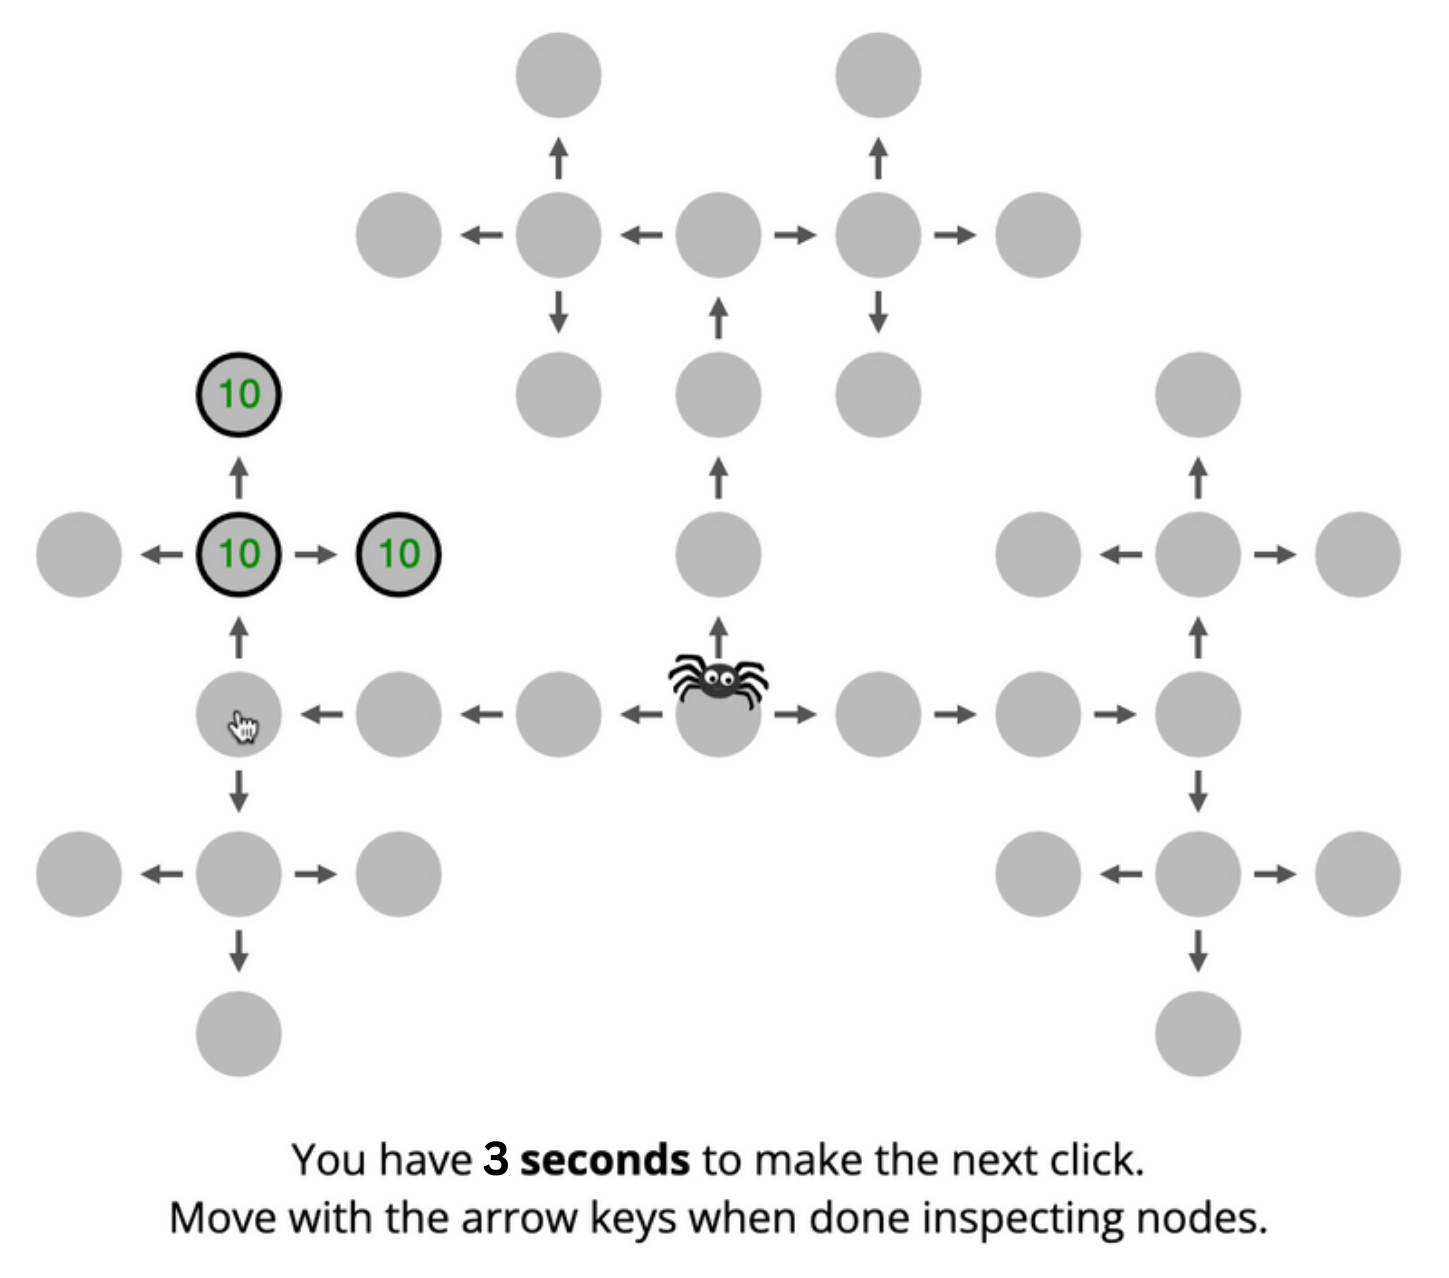 10
10
10
You have 3 seconds to make the next click.
Move with the arrow keys when done inspecting nodes.